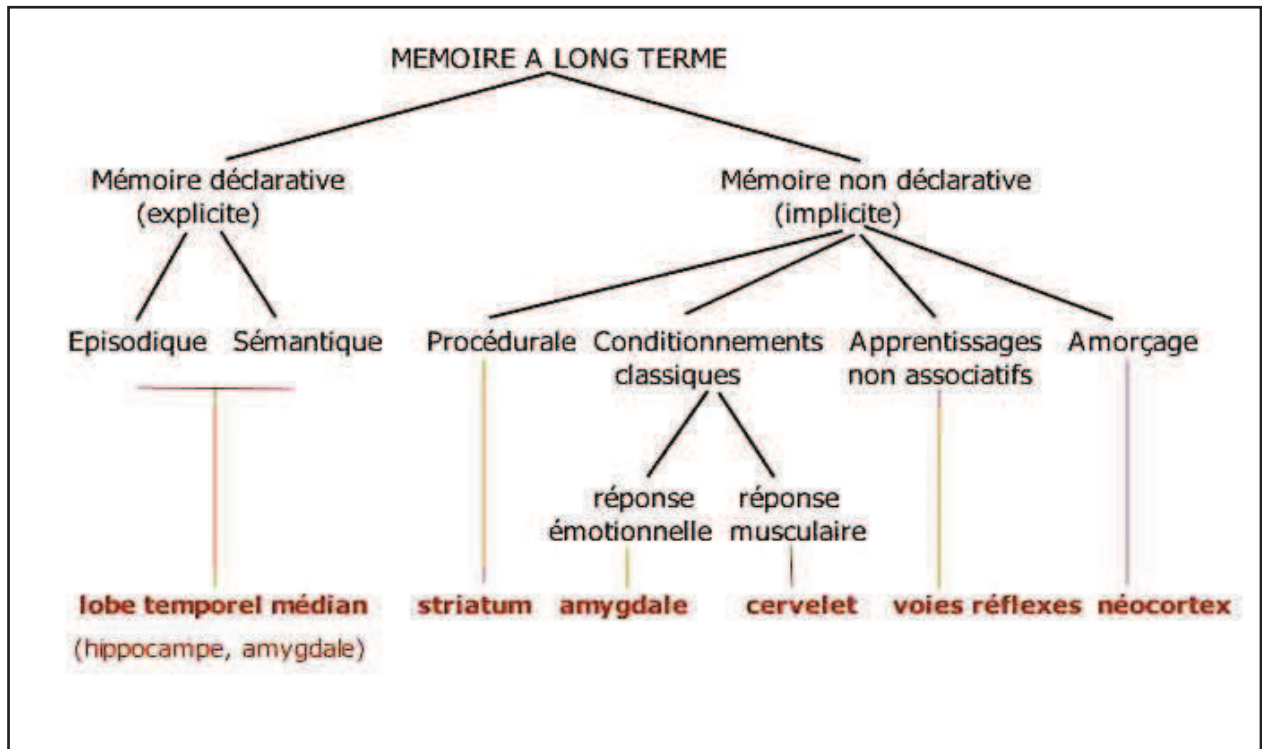 MEMOIRE A LONG TERME
Mémoire déclarative
(explicite)
Mémoire non déclarative
(implicite)
Episodique
Sémantique
Procédurale
Conditionnements
classiques
Apprentissages
non associatifs
Amorçage
réponse
émotionnelle
réponse
musculaire
lobe temporel médian
(hippocampe, amygdale)
striatum
amygdale
cervelet
voies réflexes
néocortex